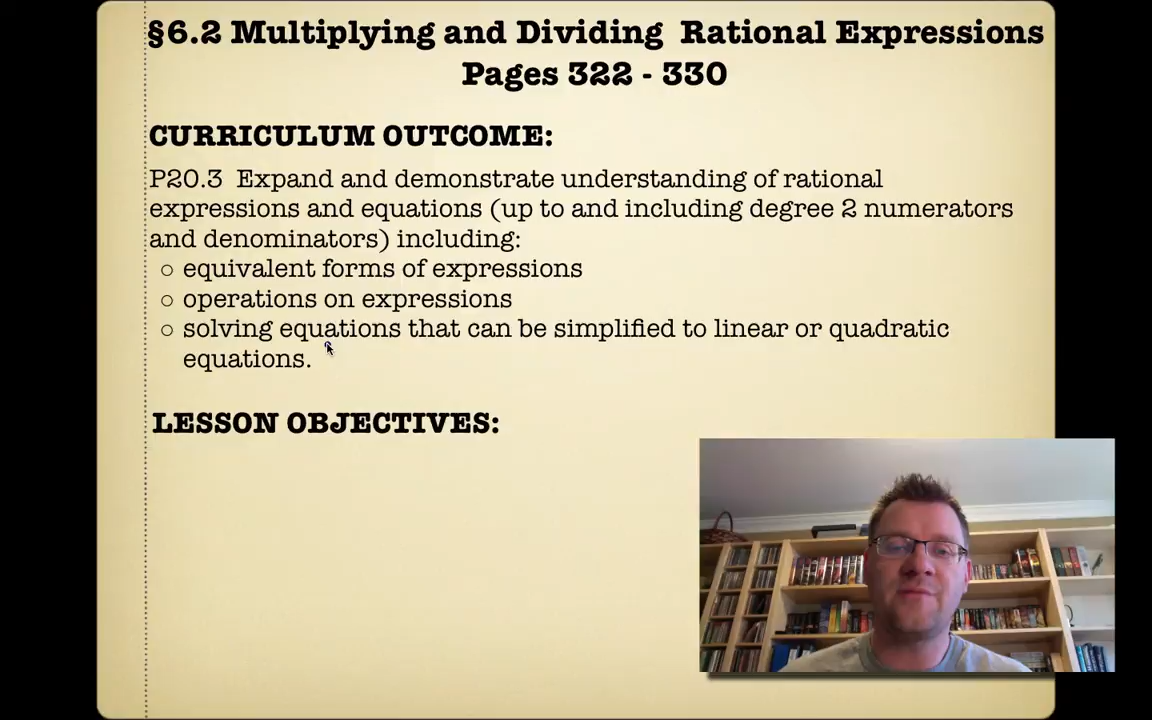 §6.2 Multiplying and Dividing Rational Expressions
Pages 322 - 330
CURRICULUM OUTCOME:
P20.3 Expand and demonstrate understanding of rational
expressions and equations (up to and including degree 2 numerators
and denominators) including:
○ equivalent forms of expressions
○ operations on expressions
○ solving equations that can be simplified to linear or quadratic
equations.
LESSON OBJECTIVES: